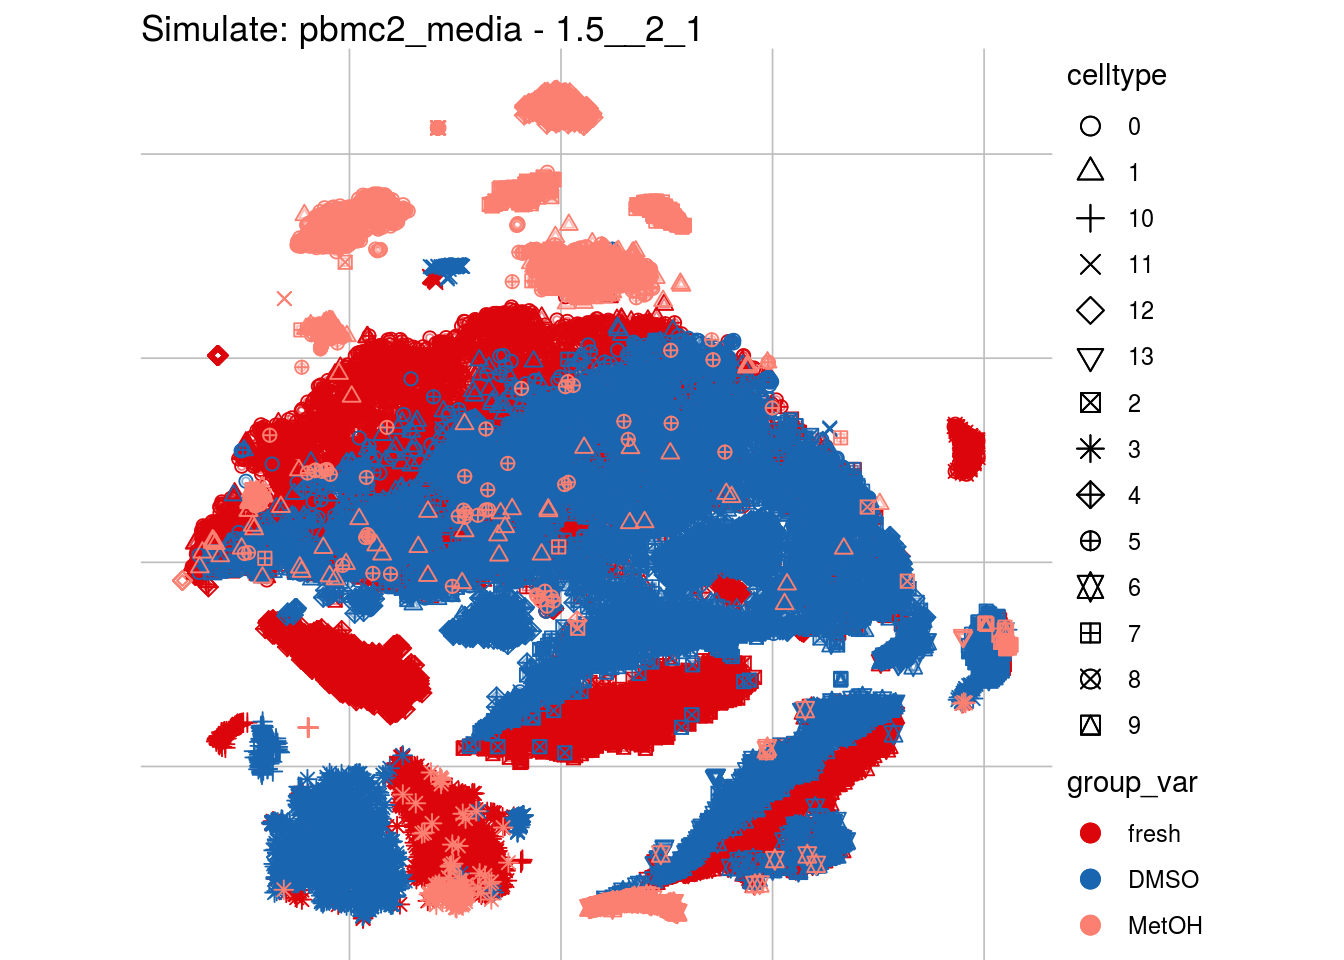 Simulate: pbmc2_media - 1.5__2_1
celltype
0
1
10
11
12
13
2
3
4
5
6
7
8
9
group_var
fresh
DMSO
MetOH